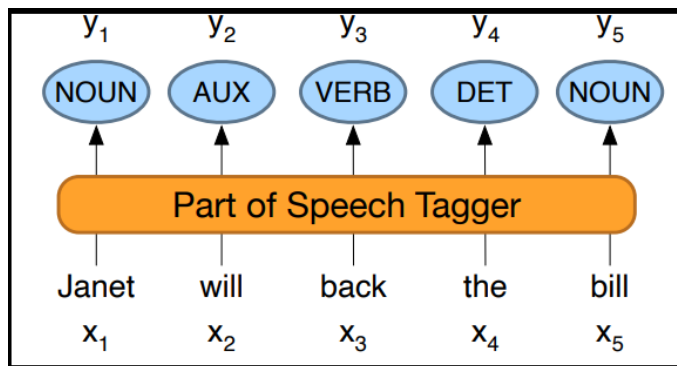 y1 y2 y3 y4 y5
NOUN AUX VERB DET NOUN
Part of Speech Tagger
Janet will back the bill
x1 x2 x3 x4 x5